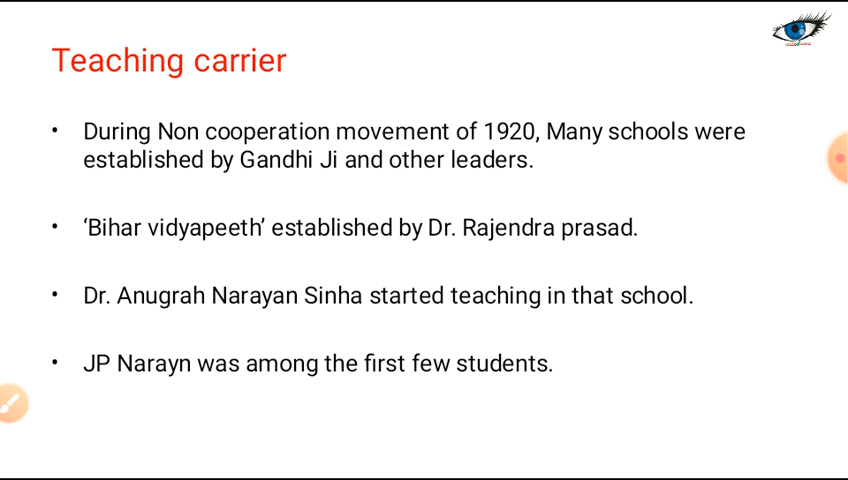 Teaching carrier
• During Non cooperation movement of 1920, Many schools were
established by Gandhi Ji and other leaders.
• ‘Bihar vidyapeeth’ established by Dr. Rajendra prasad.
• Dr. Anugrah Narayan Sinha started teaching in that school.
• JP Narayn was among the first few students.